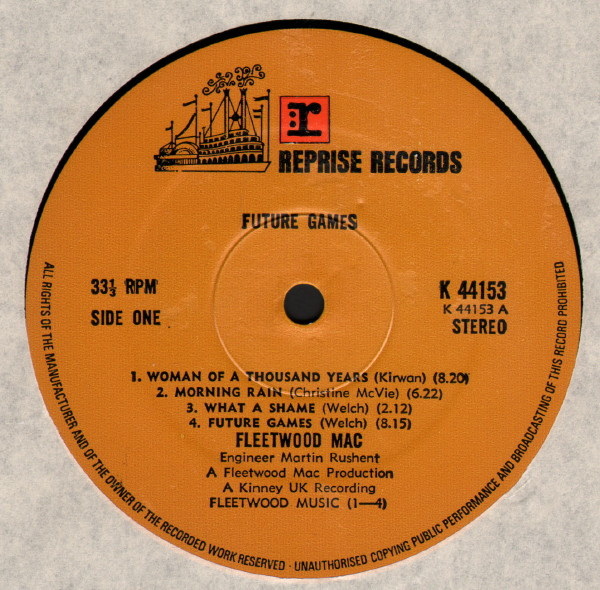 r
REPRISE RECORDS
FUTURE GAMES
33⅓ RPM
SIDE ONE
K 44153
K 44153 A
STEREO
1. WOMAN OF A THOUSAND YEARS (Kirwan) (8.20)
2. MORNING RAIN (Christine McVie) (6.22)
3. WHAT A SHAME (Welch) (2.12)
4. FUTURE GAMES (Welch) (8.15)
FLEETWOOD MAC
Engineer Martin Rushent
A Fleetwood Mac Production
A Kinney UK Recording
FLEETWOOD MUSIC (1—4)
ALL RIGHTS OF THE MANUFACTURER AND OF THE OWNER OF THE RECORDED WORK RESERVED · UNAUTHORISED COPYING PUBLIC PERFORMANCE AND BROADCASTING OF THIS RECORD PROHIBITED